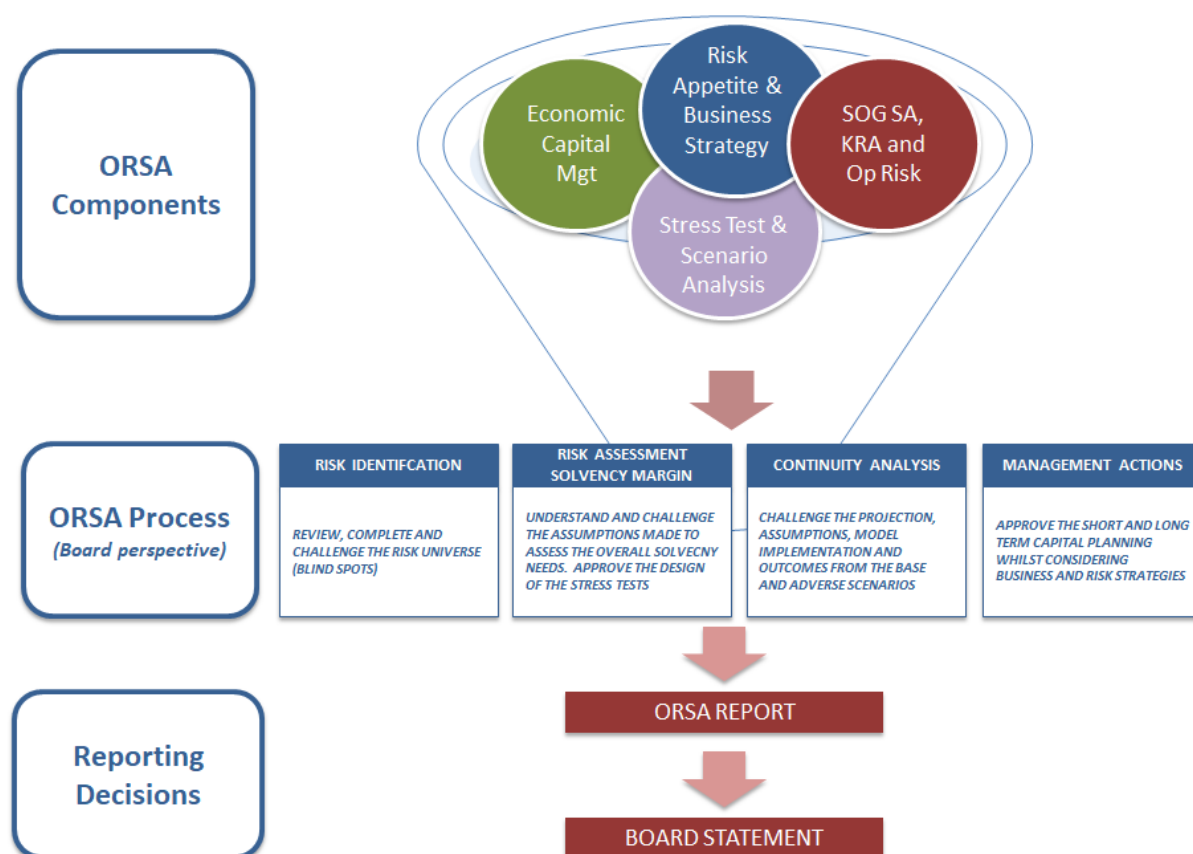 ORSA
Components
Economic
Capital
Mgt
Risk
Appetite &
Business
Strategy
SOG SA,
KRA and
Op Risk
Stress Test &
Scenario
Analysis
ORSA Process
(Board perspective)
RISK IDENTIFCATION
REVIEW, COMPLETE AND
CHALLENGE THE RISK UNIVERSE
(BLIND SPOTS)
RISK ASSESSMENT
SOLVENCY MARGIN
UNDERSTAND AND CHALLENGE
THE ASSUMPTIONS MADE TO
ASSESS THE OVERALL SOLVECNY
NEEDS. APPROVE THE DESIGN
OF THE STRESS TESTS
CONTINUITY ANALYSIS
CHALLENGE THE PROJECTION,
ASSUMPTIONS, MODEL
IMPLEMENTATION AND
OUTCOMES FROM THE BASE
AND ADVERSE SCENARIOS
MANAGEMENT ACTIONS
APPROVE THE SHORT AND LONG
TERM CAPITAL PLANNING
WHILST CONSIDERING
BUSINESS AND RISK STRATEGIES
Reporting
Decisions
ORSA REPORT
BOARD STATEMENT